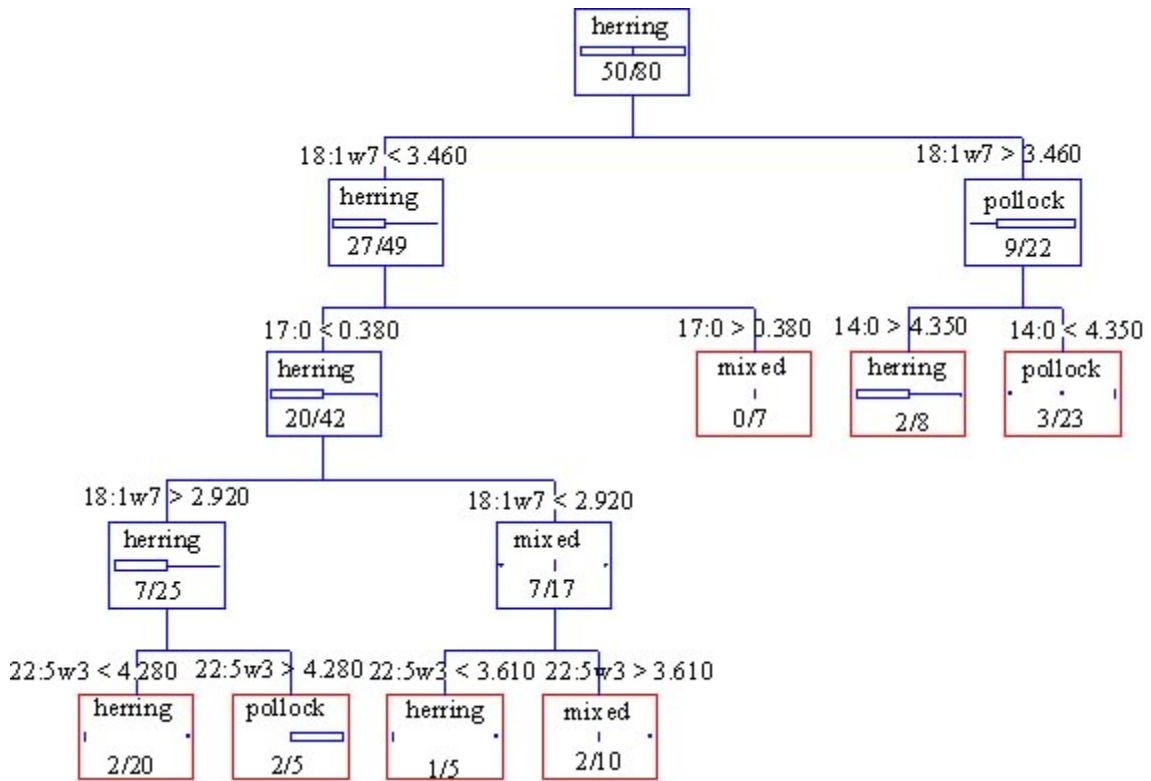 herring
50/80
18:1w7 < 3.460
18:1w7 > 3.460
herring
27/49
pollock
9/22
17:0 < 0.380
17:0 > 0.380
14:0 > 4.350
14:0 < 4.350
herring
20/42
mixed
0/7
herring
2/8
pollock
3/23
18:1w7 > 2.920
18:1w7 < 2.920
herring
7/25
mixed
7/17
22:5w3 < 4.280
22:5w3 > 4.280
22:5w3 < 3.610
22:5w3 > 3.610
herring
2/20
pollock
2/5
herring
1/5
mixed
2/10